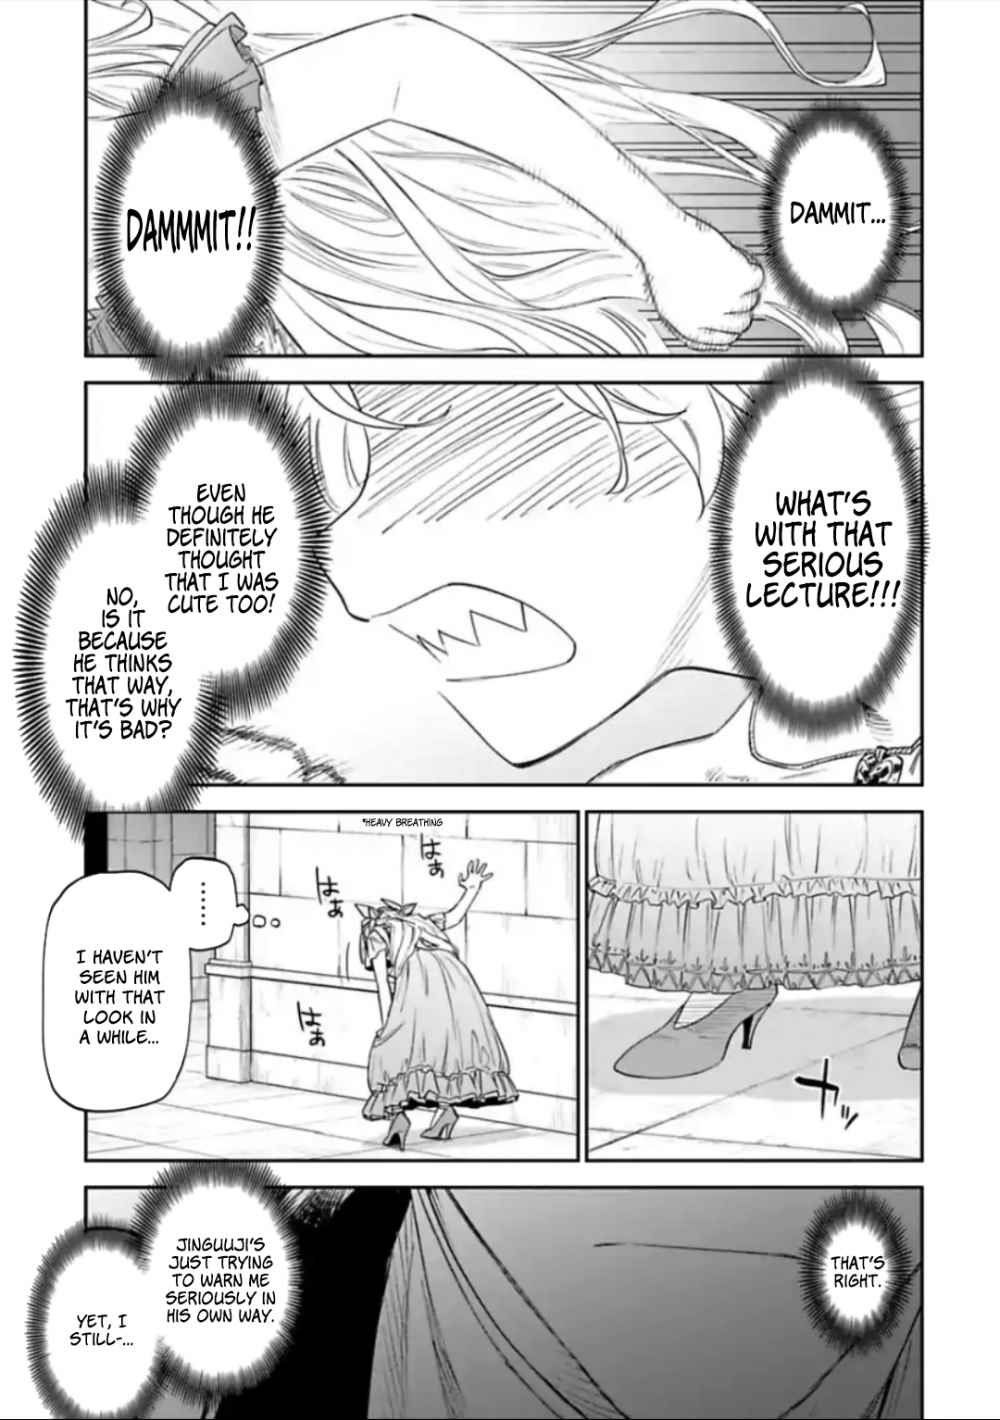 DAMMIT...
DAMMMIT!!
WHAT'S
WITH THAT
SERIOUS
LECTURE!!!
EVEN
THOUGH HE
DEFINITELY
THOUGHT
THAT I WAS
CUTE TOO!
NO,
IS IT
BECAUSE
HE THINKS
THAT WAY,
THAT'S WHY
IT'S BAD?
*HEAVY BREATHING
はぁ
はぁ
はぁ
.......
I HAVEN'T
SEEN HIM
WITH THAT
LOOK IN
A WHILE...
THAT'S
RIGHT.
JINGUUJI'S
JUST TRYING
TO WARN ME
SERIOUSLY IN
HIS OWN WAY.
YET, I
STILL-...